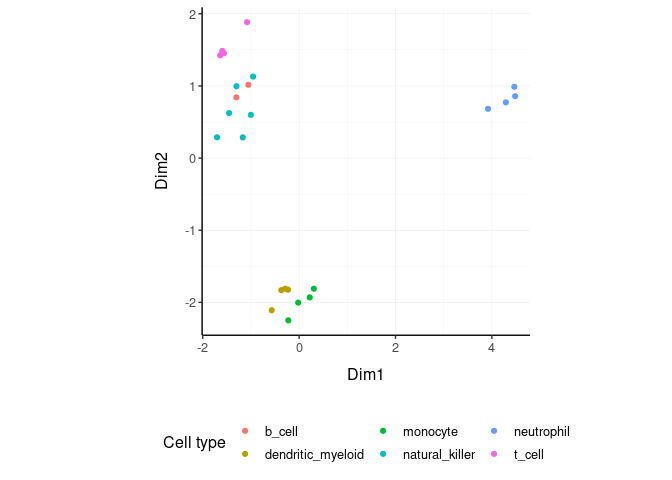 2
1
0
-1
-2
Dim2
-2 0 2 4
Dim1
Cell type
b_cell monocyte neutrophil
dendritic_myeloid natural_killer t_cell